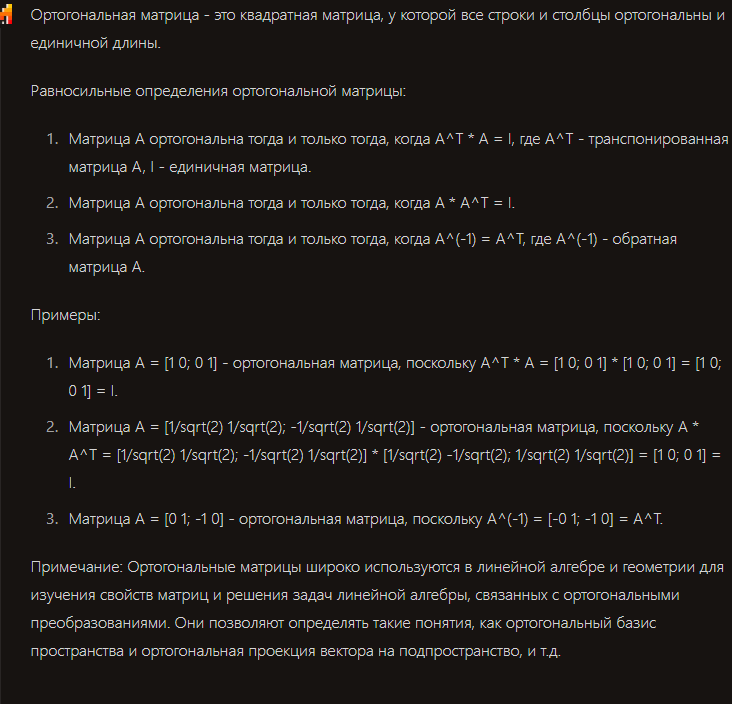 Ортогональная матрица - это квадратная матрица, у которой все строки и столбцы ортогональны и
единичной длины.
Равносильные определения ортогональной матрицы:
1. Матрица A ортогональна тогда и только тогда, когда A^T * A = I, где A^T - транспонированная
матрица A, I - единичная матрица.
2. Матрица A ортогональна тогда и только тогда, когда A * A^T = I.
3. Матрица A ортогональна тогда и только тогда, когда A^(-1) = A^T, где A^(-1) - обратная
матрица A.
Примеры:
1. Матрица A = [1 0; 0 1] - ортогональная матрица, поскольку A^T * A = [1 0; 0 1] * [1 0; 0 1] = [1 0;
0 1] = I.
2. Матрица A = [1/sqrt(2) 1/sqrt(2); -1/sqrt(2) 1/sqrt(2)] - ортогональная матрица, поскольку A *
A^T = [1/sqrt(2) 1/sqrt(2); -1/sqrt(2) 1/sqrt(2)] * [1/sqrt(2) -1/sqrt(2); 1/sqrt(2) 1/sqrt(2)] = [1 0; 0 1] =
I.
3. Матрица A = [0 1; -1 0] - ортогональная матрица, поскольку A^(-1) = [-0 1; -1 0] = A^T.
Примечание: Ортогональные матрицы широко используются в линейной алгебре и геометрии для
изучения свойств матриц и решения задач линейной алгебры, связанных с ортогональными
преобразованиями. Они позволяют определять такие понятия, как ортогональный базис
пространства и ортогональная проекция вектора на подпространство, и т.д.